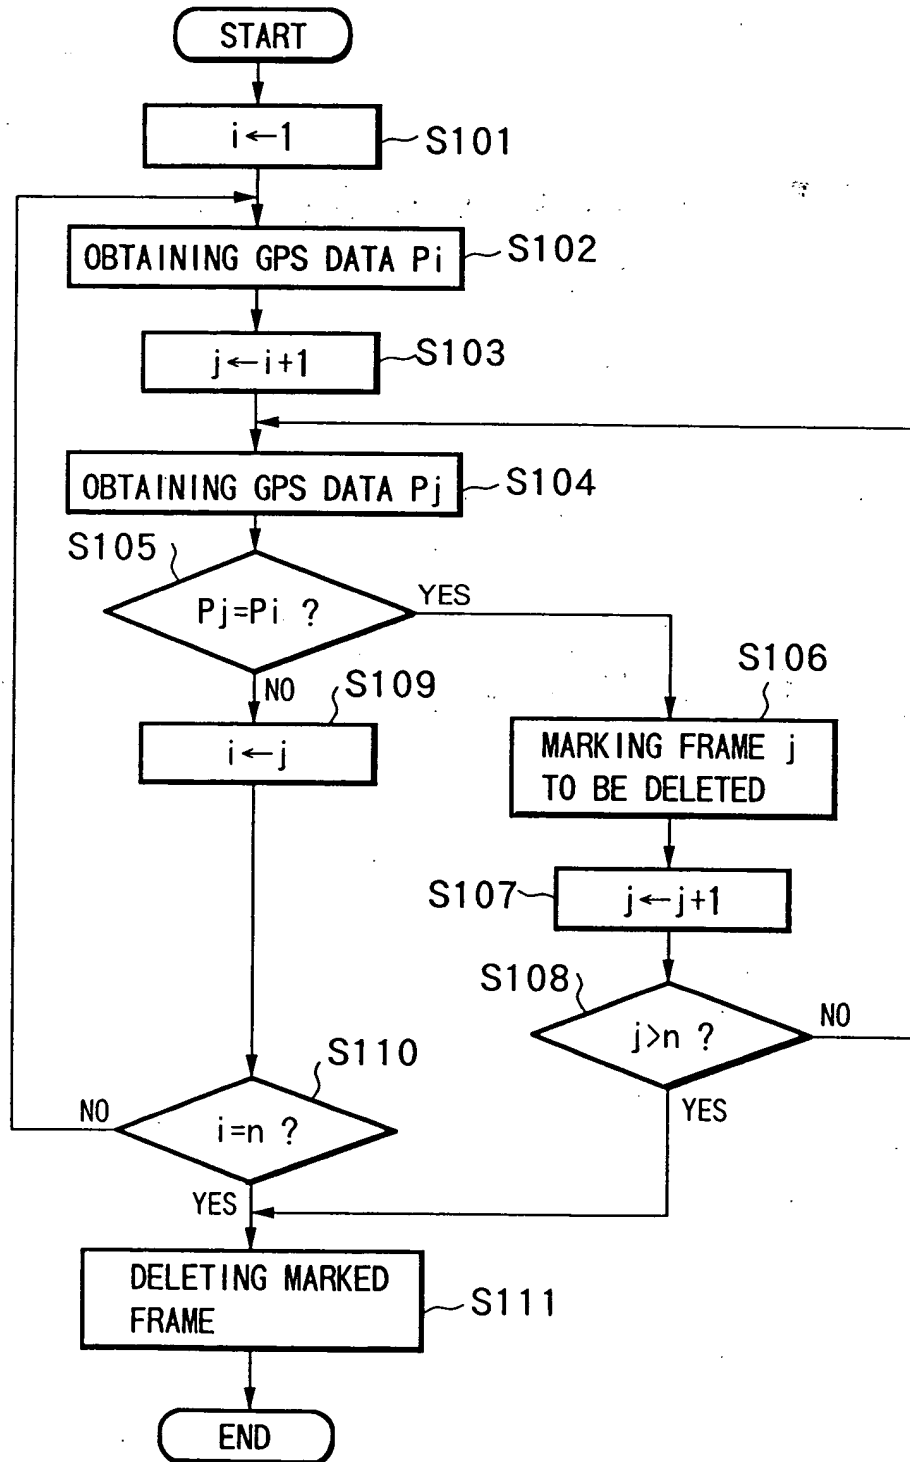 START
i←1
S101
OBTAINING GPS DATA Pi
S102
j←i+1
S103
OBTAINING GPS DATA Pj
S104
S105
Pj=Pi ?
YES
NO
S109
i←j
S106
MARKING FRAME j
TO BE DELETED
S107
j←j+1
S108
j>n ?
NO
YES
S110
i=n ?
NO
YES
DELETING MARKED
FRAME
S111
END